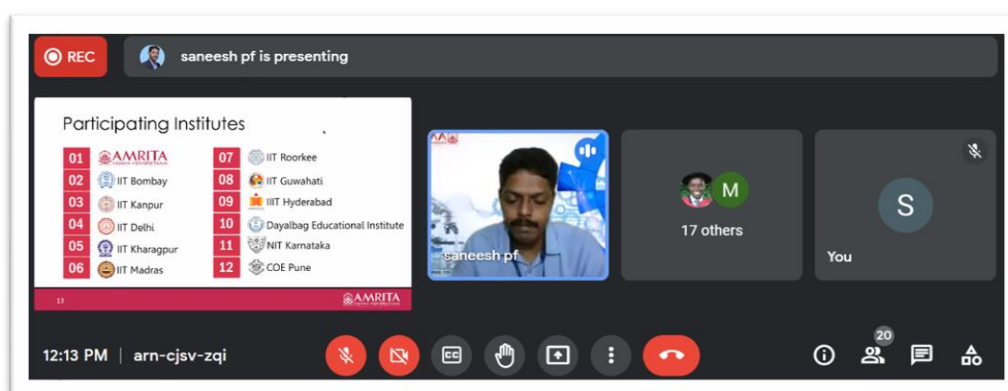 REC
saneesh pf is presenting
Participating Institutes
01 AMRITA
02 IIT Bombay
03 IIT Kanpur
04 IIT Delhi
05 IIT Kharagpur
06 IIT Madras
07 IIT Roorkee
08 IIT Guwahati
09 IIIT Hyderabad
10 Dayalbag Educational Institute
11 NIT Karnataka
12 COE Pune
13
AMRITA
saneesh pf
M
17 others
S
You
12:13 PM | arn-cjsv-zqi
CC
20